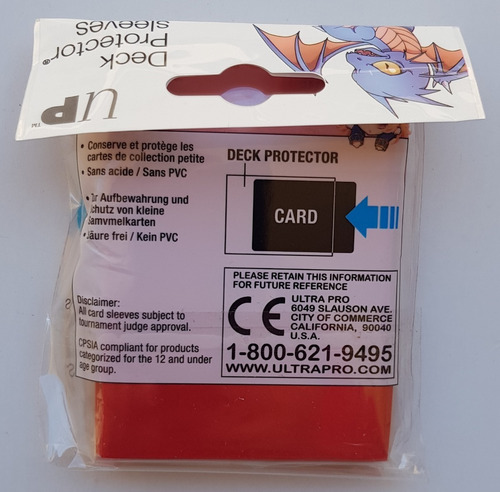 Deck
Protector®
sleeves
UP™
• Conserve et protège les
cartes de collection petite
• Sans acide / Sans PVC
ür Aufbewahrung und
chutz von kleine
Sammelkarten
Säure frei / Kein PVC
DECK PROTECTOR
CARD
PLEASE RETAIN THIS INFORMATION
FOR FUTURE REFERENCE
CE
ULTRA PRO
6049 SLAUSON AVE.
CITY OF COMMERCE
CALIFORNIA, 90040
U.S.A.
1-800-621-9495
WWW.ULTRAPRO.COM
Disclaimer:
All card sleeves subject to
tournament judge approval.
CPSIA compliant for products
categorized for the 12 and under
age group.